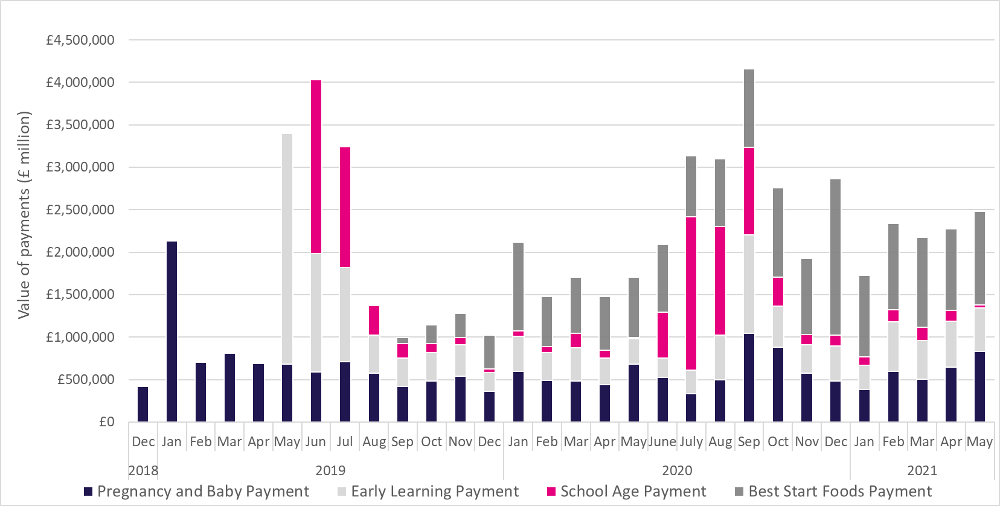 £4,500,000
£4,000,000
£3,500,000
£3,000,000
£2,500,000
£2,000,000
£1,500,000
£1,000,000
£500,000
£0
Value of payments (£ million)
Dec Jan Feb Mar Apr May Jun Jul Aug Sep Oct Nov Dec Jan Feb Mar Apr May June July Aug Sep Oct Nov Dec Jan Feb Mar Apr May
2018 2019 2020 2021
Pregnancy and Baby Payment Early Learning Payment School Age Payment Best Start Foods Payment